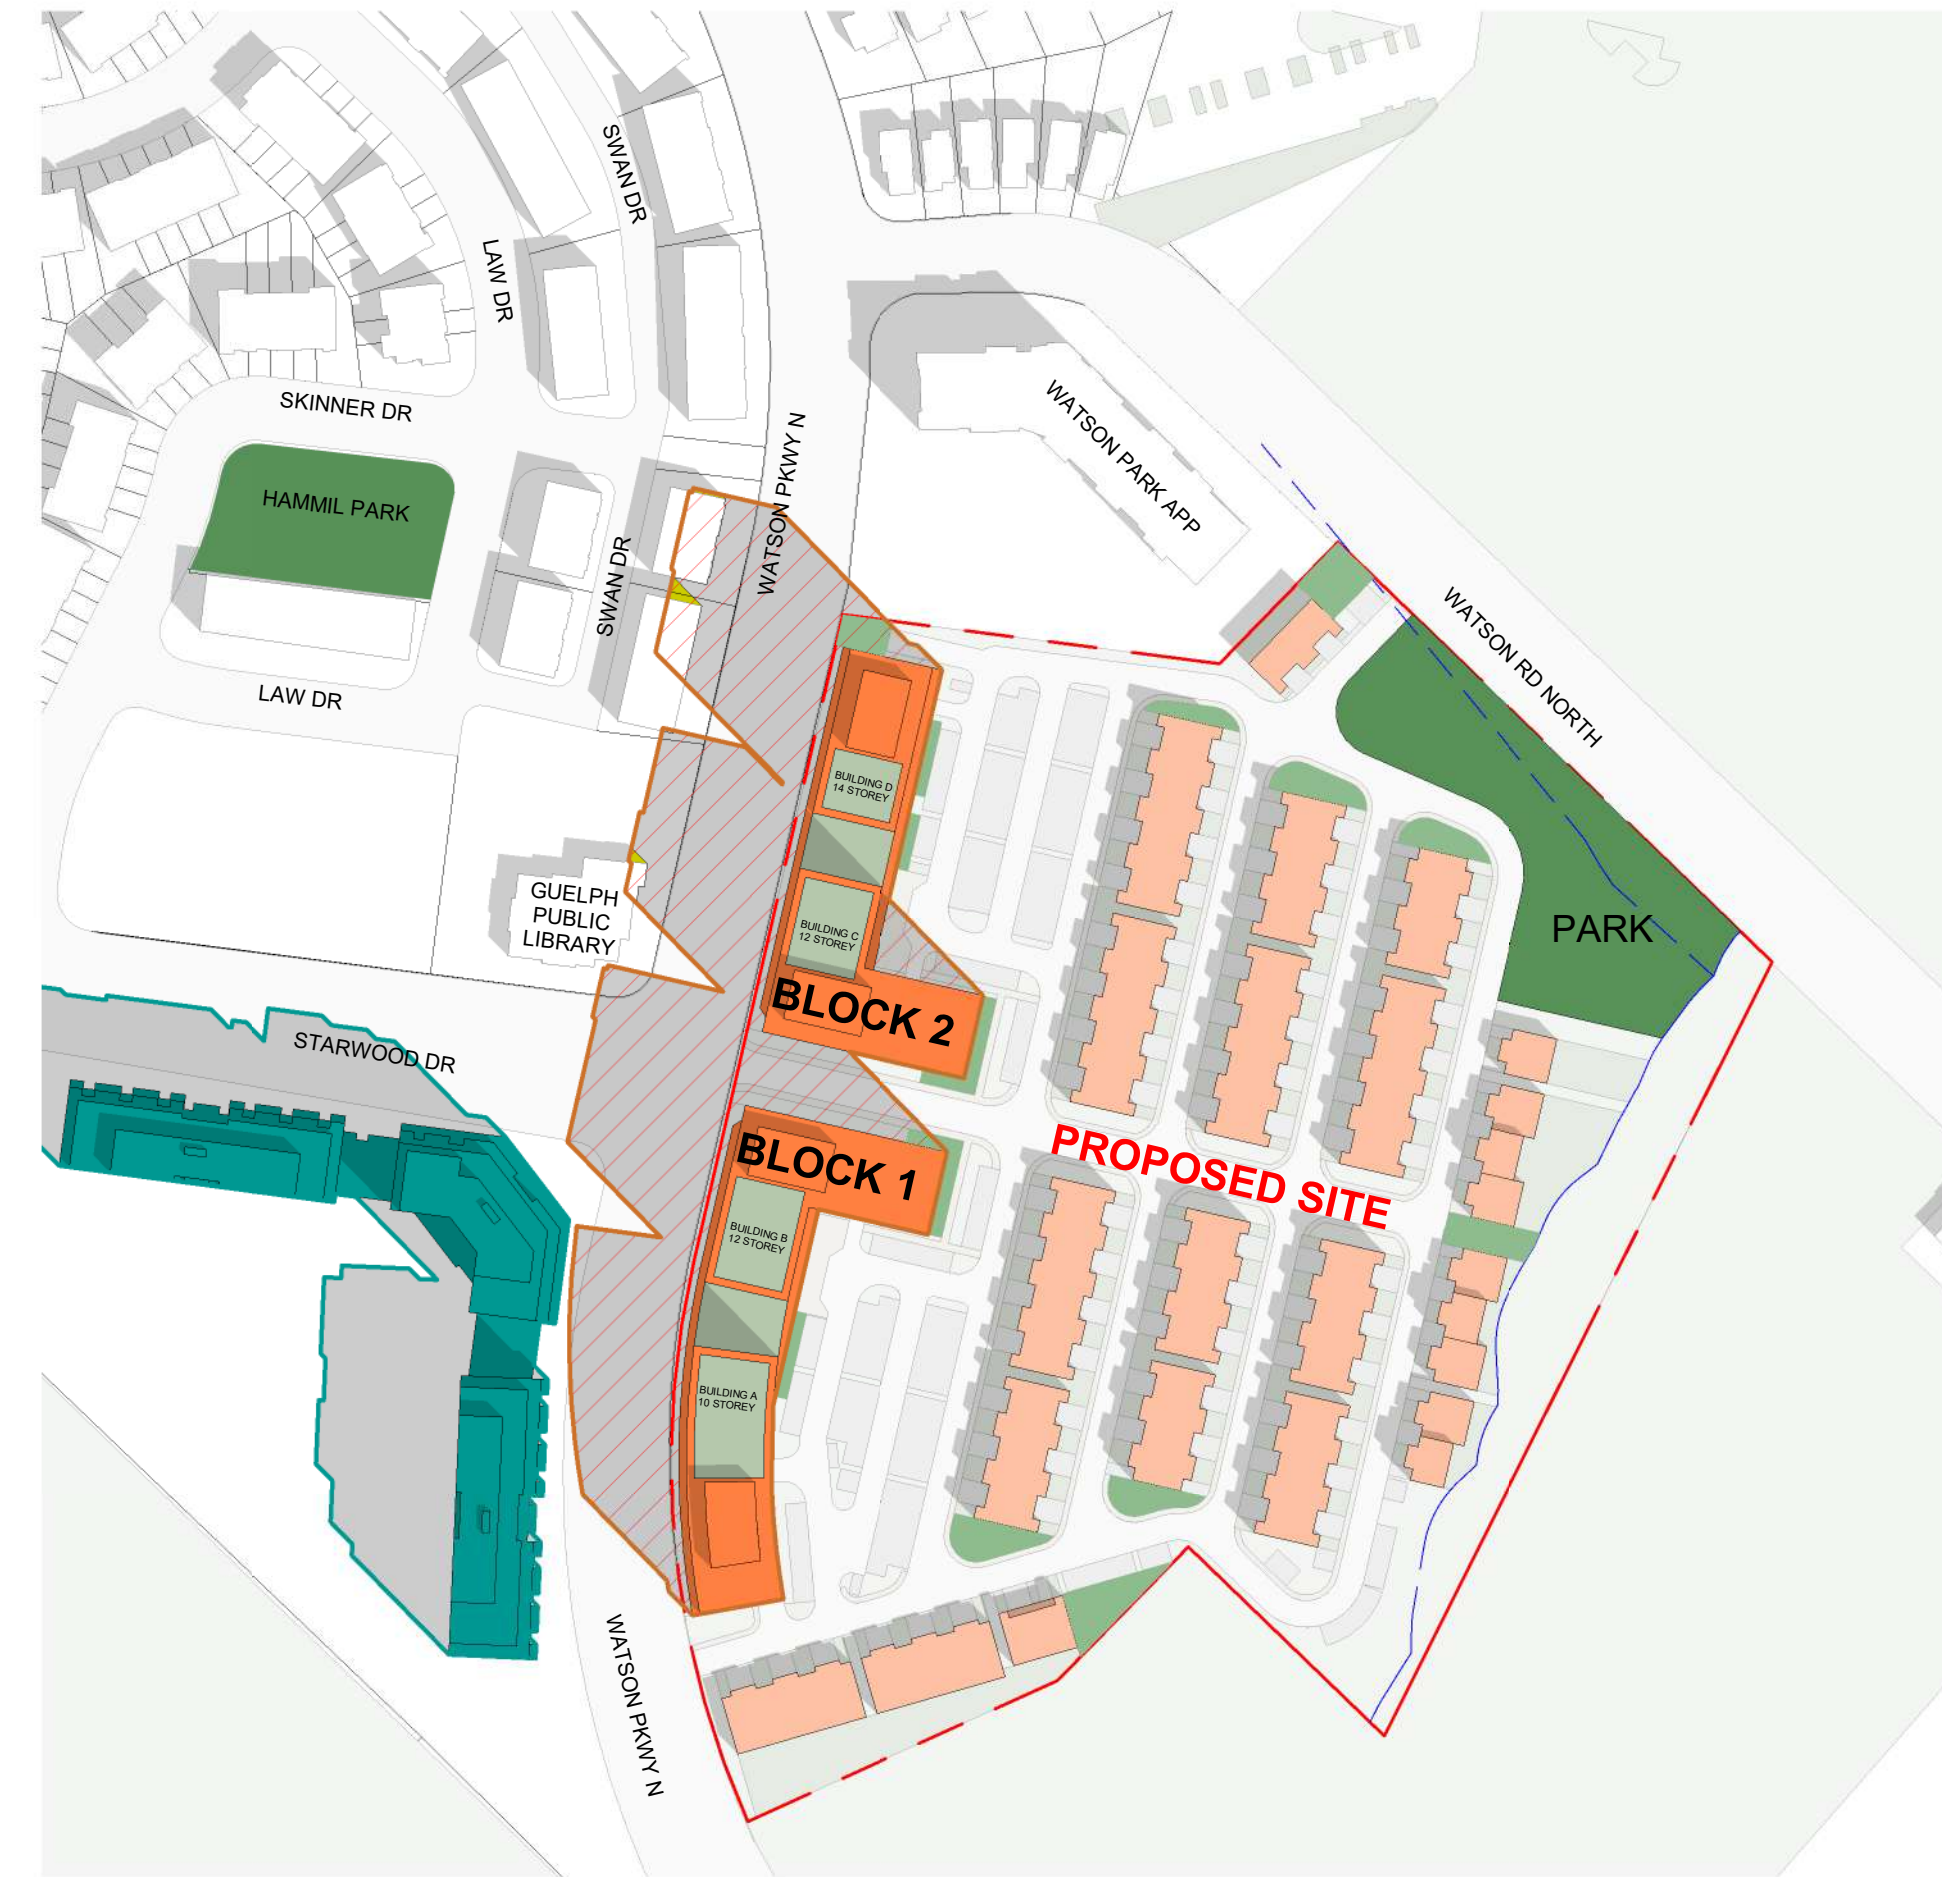 SWAN DR
LAW DR
SKINNER DR
WATSON PKWY N
WATSON PARK APP
HAMMIL PARK
SWAN DR
WATSON RD NORTH
LAW DR
BUILDING D
14 STOREY
GUELPH
PUBLIC
LIBRARY
BUILDING C
12 STOREY
PARK
BLOCK 2
STARWOOD DR
BLOCK 1
PROPOSED SITE
BUILDING B
12 STOREY
BUILDING A
10 STOREY
WATSON PKWY N